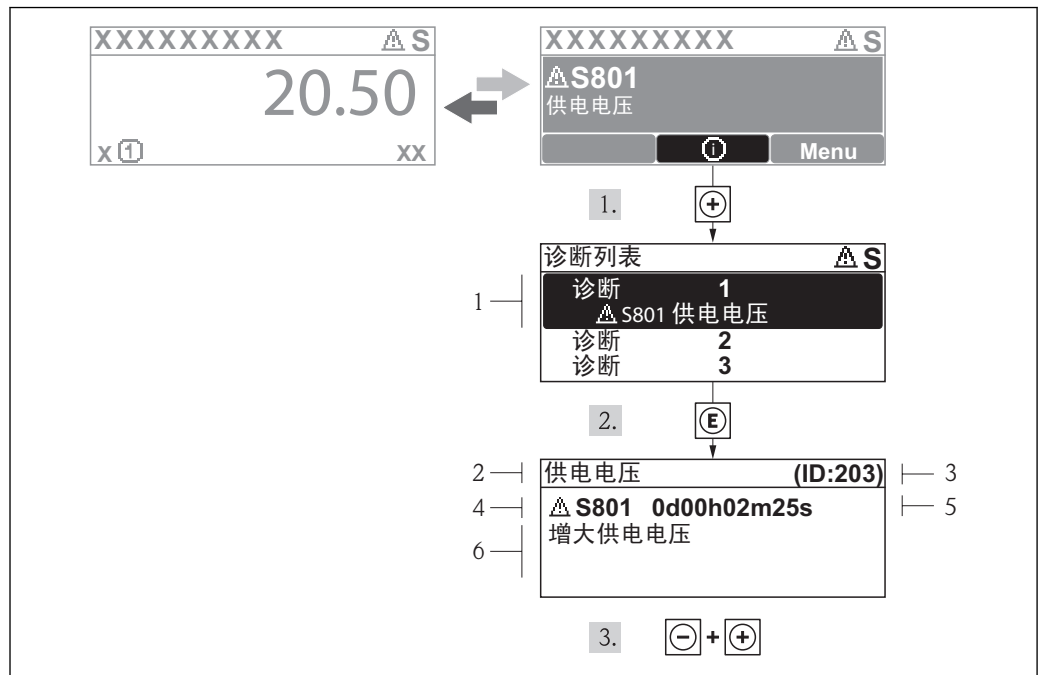 XXXXXXXXX ⚠ S
20.50
X ① XX
XXXXXXXXX ⚠ S
⚠S801
供电电压
ⓘ Menu
1. +
诊断列表 ⚠ S
1
诊断 1
⚠ S801 供电电压
诊断 2
诊断 3
2. E
2 供电电压 (ID:203) 3
4 ⚠ S801 0d00h02m25s 5
6 增大供电电压
3. - + +